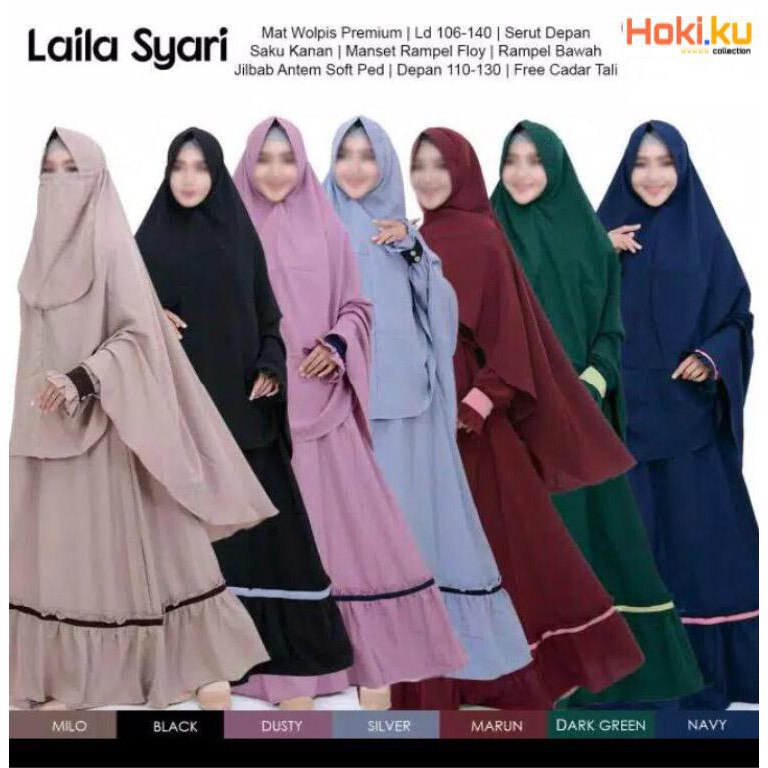 Laila Syari
Mat Wolpis Premium | Ld 106-140 | Serut Depan
Saku Kanan | Manset Rampel Floy | Rampel Bawah
Jilbab Antem Soft Ped | Depan 110-130 | Free Cadar Tali
Hoki.ku
collection
MILO
BLACK
DUSTY
SILVER
MARUN
DARK GREEN
NAVY